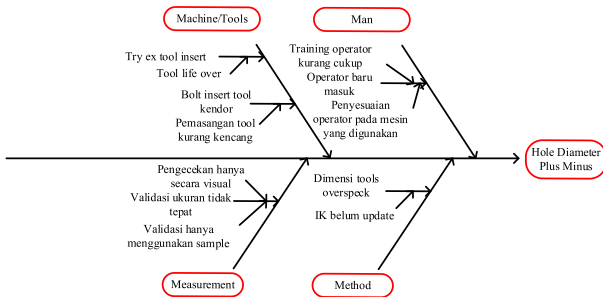 Machine/Tools
Man
Try ex tool insert
Tool life over
Bolt insert tool
kendor
Pemasangan tool
kurang kencang
Training operator
kurang cukup
Operator baru
masuk
Penyesuaian
operator pada mesin
yang digunakan
Hole Diameter
Plus Minus
Pengecekan hanya
secara visual
Validasi ukuran tidak
tepat
Validasi hanya
menggunakan sample
Dimensi tools
overspeck
IK belum update
Measurement
Method